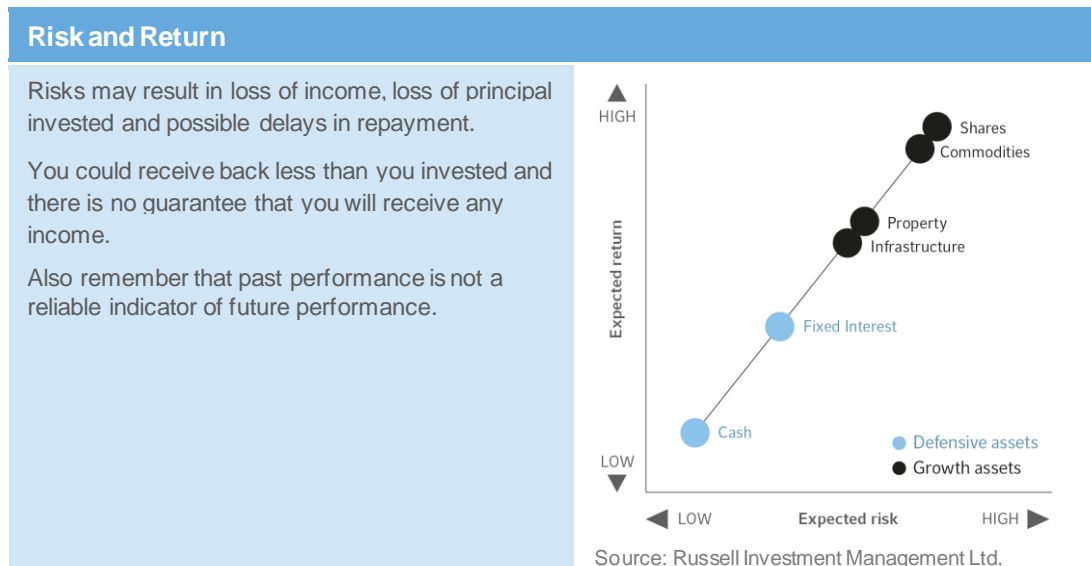 Risk and Return
Risks may result in loss of income, loss of principal
invested and possible delays in repayment.
You could receive back less than you invested and
there is no guarantee that you will receive any
income.
Also remember that past performance is not a
reliable indicator of future performance.
HIGH
Expected return
LOW
Shares
Commodities
Property
Infrastructure
Fixed Interest
Cash
Defensive assets
Growth assets
LOW Expected risk HIGH
Source: Russell Investment Management Ltd.